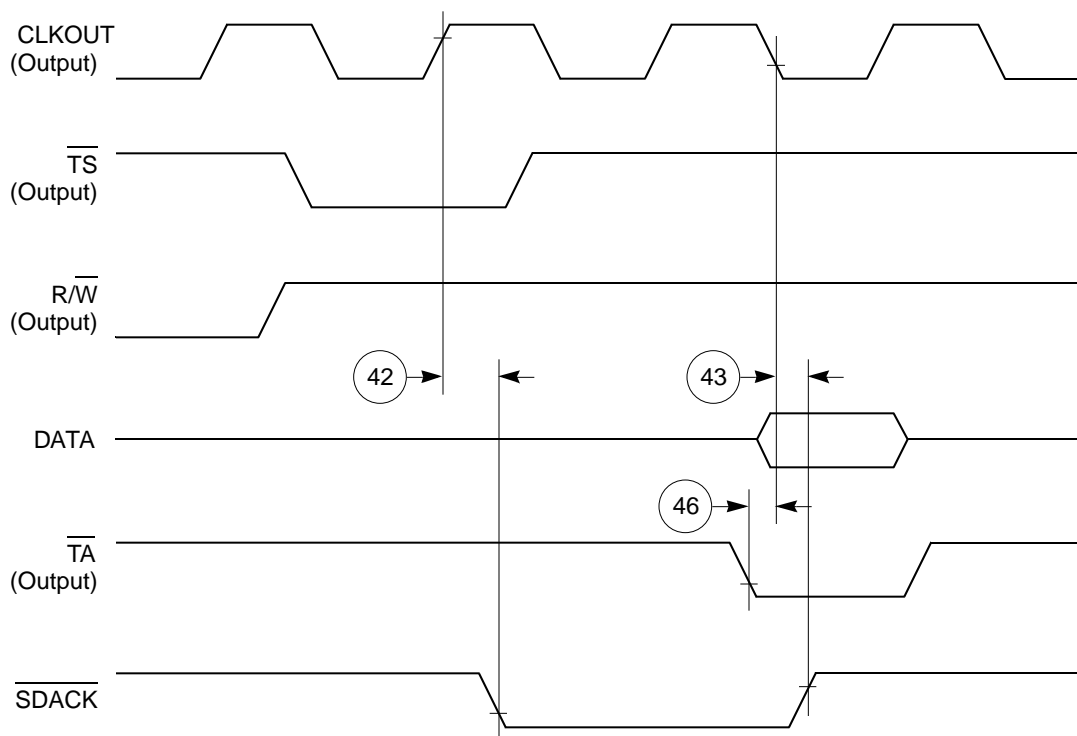 CLKOUT
(Output)
TS
(Output)
R/W
(Output)
42
43
DATA
46
TA
(Output)
SDACK